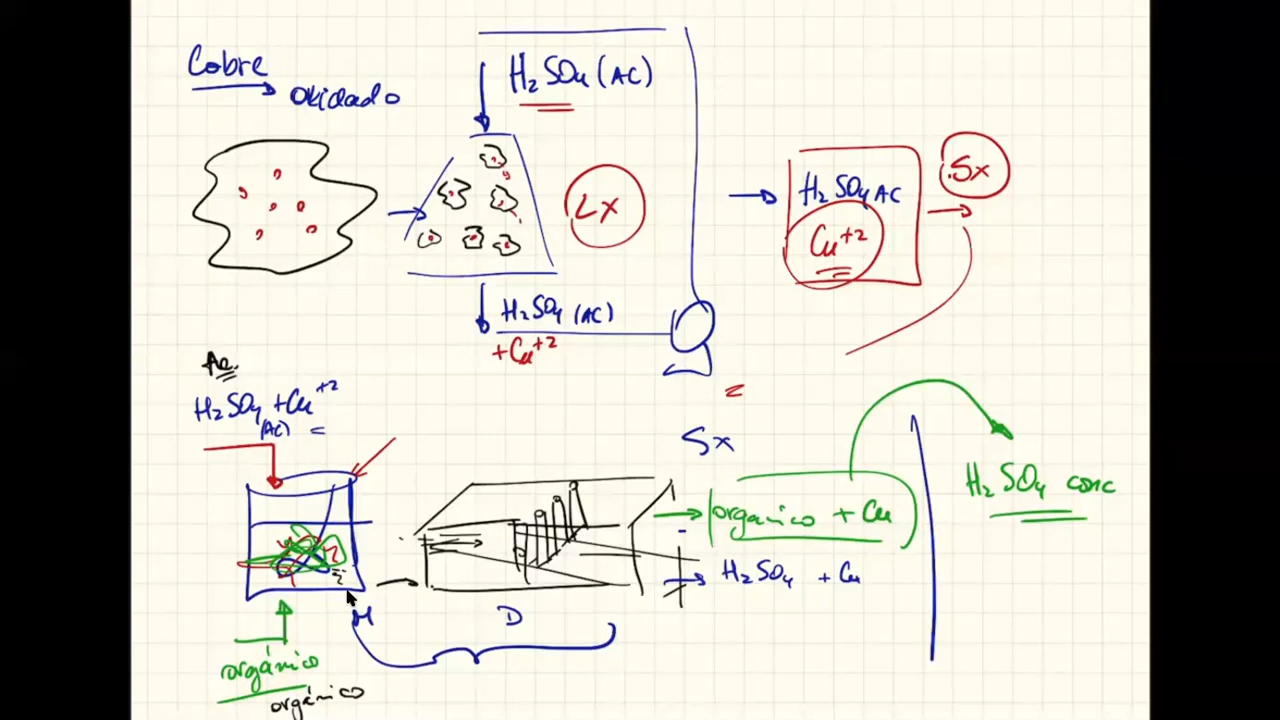 Cobre
oxidado
H2SO4 (AC)
LX
H2SO4 AC
Cu+2
Sx
H2SO4 (AC)
+Cu+2
Ac
H2SO4 +Cu+2
(AC) =
Sx
orgánico + Cu
H2SO4 + Cu
H2SO4 conc
M
D
orgánico
orgánico